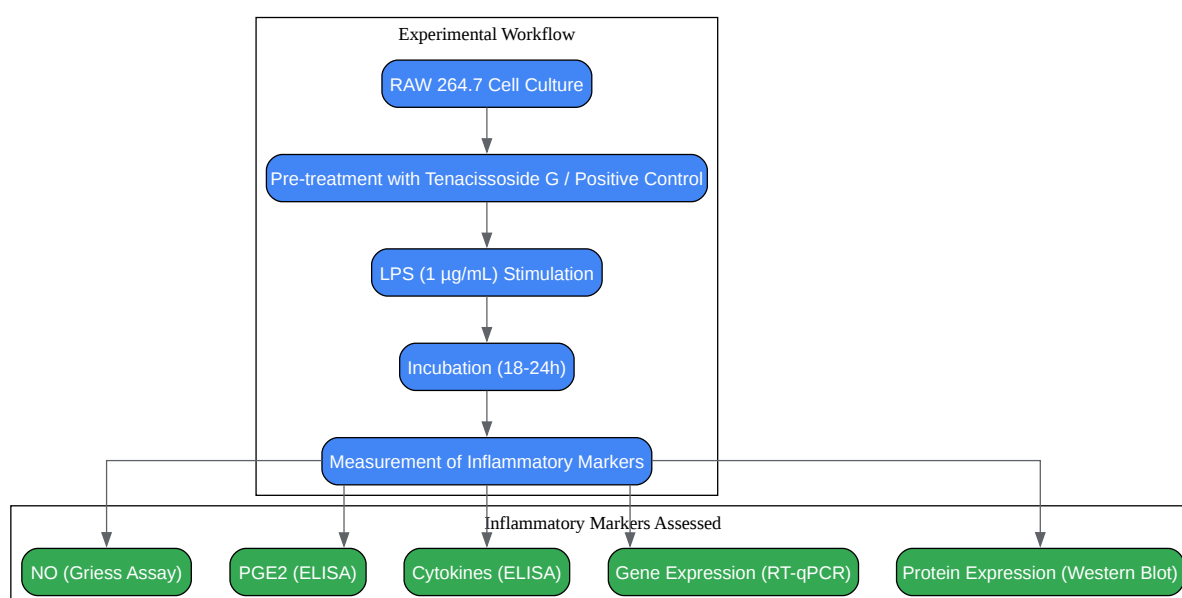 Experimental Workflow
RAW 264.7 Cell Culture
Pre-treatment with Tenacissoside G / Positive Control
LPS (1 µg/mL) Stimulation
Incubation (18-24h)
Measurement of Inflammatory Markers
Inflammatory Markers Assessed
NO (Griess Assay)
PGE2 (ELISA)
Cytokines (ELISA)
Gene Expression (RT-qPCR)
Protein Expression (Western Blot)